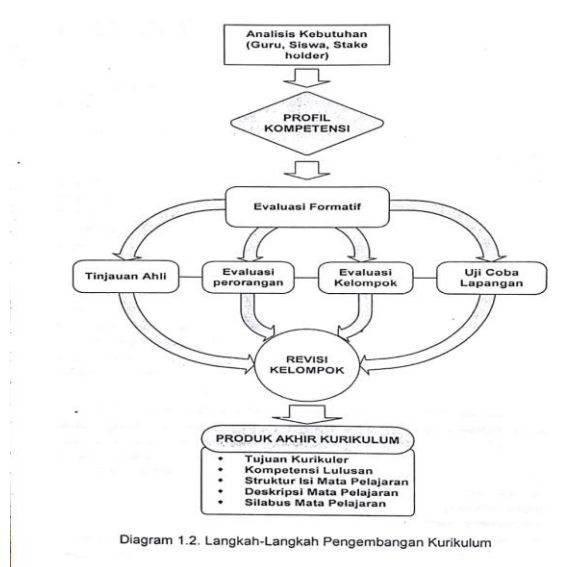 Analisis Kebutuhan
(Guru, Siswa, Stake
holder)
PROFIL
KOMPETENSI
Evaluasi Formatif
Tinjauan Ahli
Evaluasi
perorangan
Evaluasi
Kelompok
Uji Coba
Lapangan
REVISI
KELOMPOK
PRODUK AKHIR KURIKULUM
• Tujuan Kurikuler
• Kompetensi Lulusan
• Struktur Isi Mata Pelajaran
• Deskripsi Mata Pelajaran
• Silabus Mata Pelajaran
Diagram 1.2. Langkah-Langkah Pengembangan Kurikulum